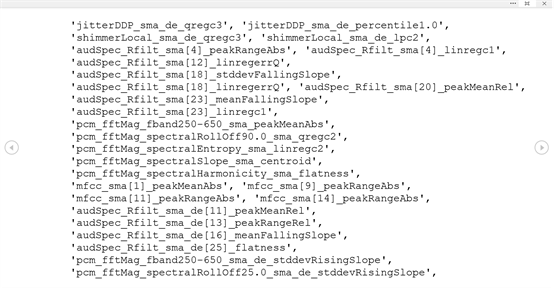 'jitterDDP_sma_de_qregc3', 'jitterDDP_sma_de_percentile1.0',
'shimmerLocal_sma_de_qregc3', 'shimmerLocal_sma_de_lpc2',
'audSpec_Rfilt_sma[4]_peakRangeAbs', 'audSpec_Rfilt_sma[4]_linregc1',
'audSpec_Rfilt_sma[12]_linregerrQ',
'audSpec_Rfilt_sma[18]_stddevFallingSlope',
'audSpec_Rfilt_sma[18]_linregerrQ', 'audSpec_Rfilt_sma[20]_peakMeanRel',
'audSpec_Rfilt_sma[23]_meanFallingSlope',
'audSpec_Rfilt_sma[23]_linregc1',
'pcm_fftMag_fband250-650_sma_peakMeanAbs',
'pcm_fftMag_spectralRollOff90.0_sma_qregc2',
'pcm_fftMag_spectralEntropy_sma_linregc2',
'pcm_fftMag_spectralSlope_sma_centroid',
'pcm_fftMag_spectralHarmonicity_sma_flatness',
'mfcc_sma[1]_peakMeanAbs', 'mfcc_sma[9]_peakRangeAbs',
'mfcc_sma[11]_peakRangeAbs', 'mfcc_sma[14]_peakRangeAbs',
'audSpec_Rfilt_sma_de[11]_peakMeanRel',
'audSpec_Rfilt_sma_de[13]_peakRangeRel',
'audSpec_Rfilt_sma_de[16]_meanFallingSlope',
'audSpec_Rfilt_sma_de[25]_flatness',
'pcm_fftMag_fband250-650_sma_de_stddevRisingSlope',
'pcm_fftMag_spectralRollOff25.0_sma_de_stddevRisingSlope',